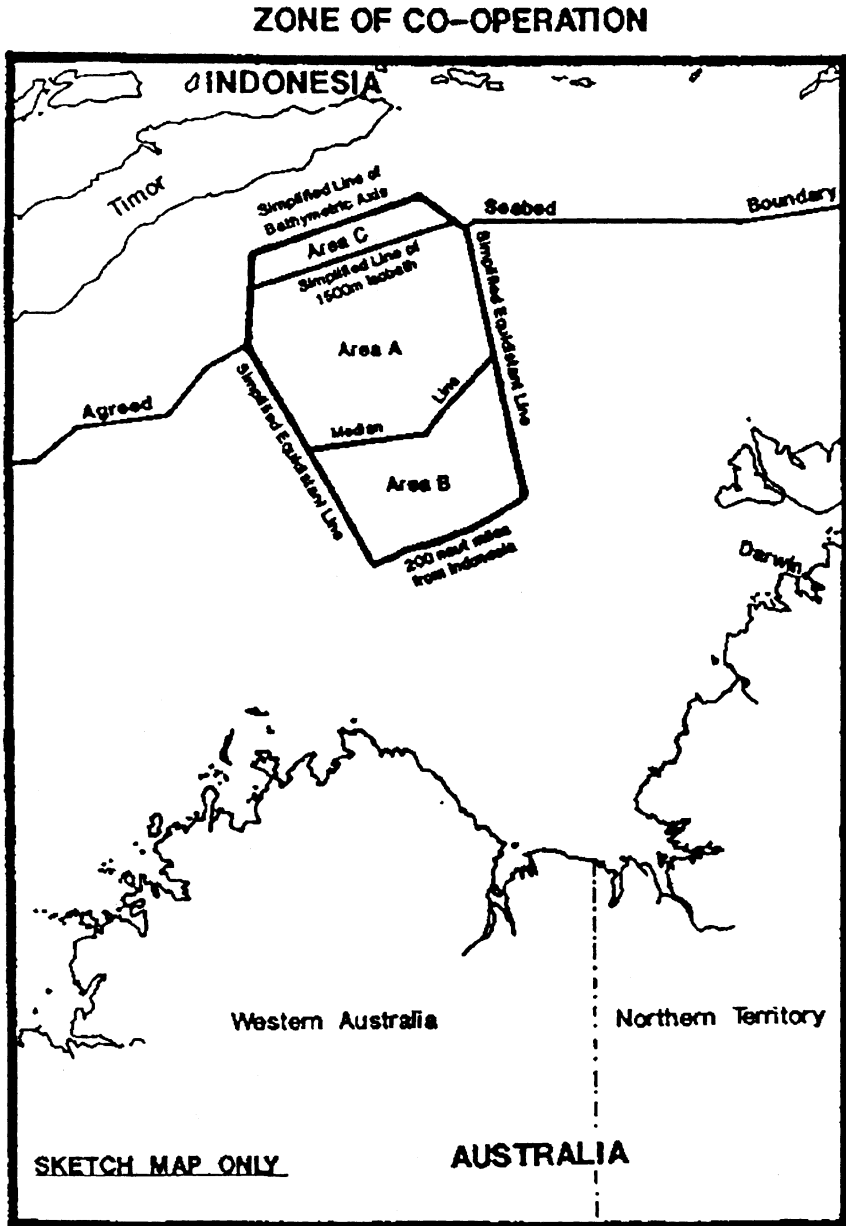 ZONE OF CO-OPERATION
INDONESIA
Timor
Simplified Line of
Bathymetric Axis
Seabed
Boundary
Area C
Simplified Line of
1500m Isobath
Simplified Equidistant Line
Area A
Agreed
Simplified Equidistant Line
Median
Line
Area B
200 naut miles
from Indonesia
Darwin
Western Australia
Northern Territory
SKETCH MAP ONLY
AUSTRALIA